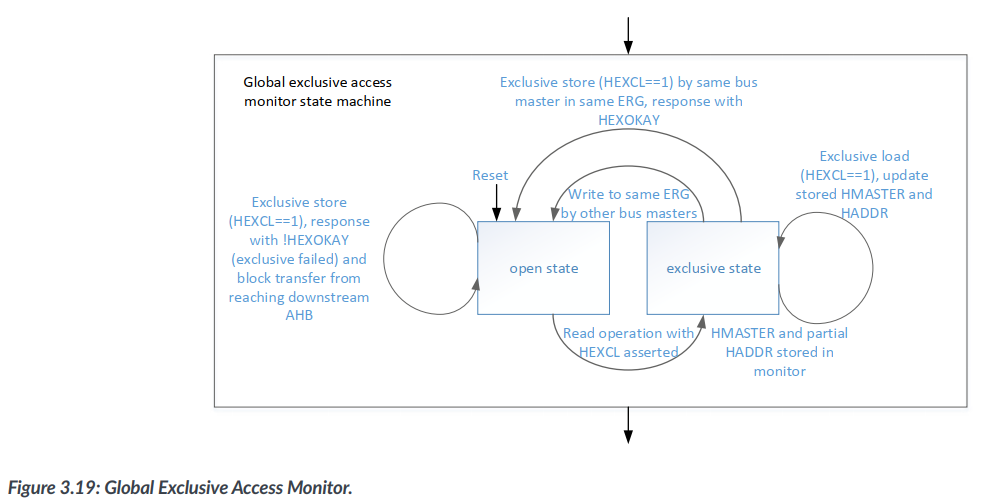 Global exclusive access
monitor state machine
Exclusive store (HEXCL==1) by same bus
master in same ERG, response with
HEXOKAY
Exclusive load
(HEXCL==1), update
stored HMASTER and
HADDR
Reset
Write to same ERG
by other bus masters
Exclusive store
(HEXCL==1), response
with !HEXOKAY
(exclusive failed) and
block transfer from
reaching downstream
AHB
open state
exclusive state
Read operation with
HEXCL asserted
HMASTER and partial
HADDR stored in
monitor
Figure 3.19: Global Exclusive Access Monitor.